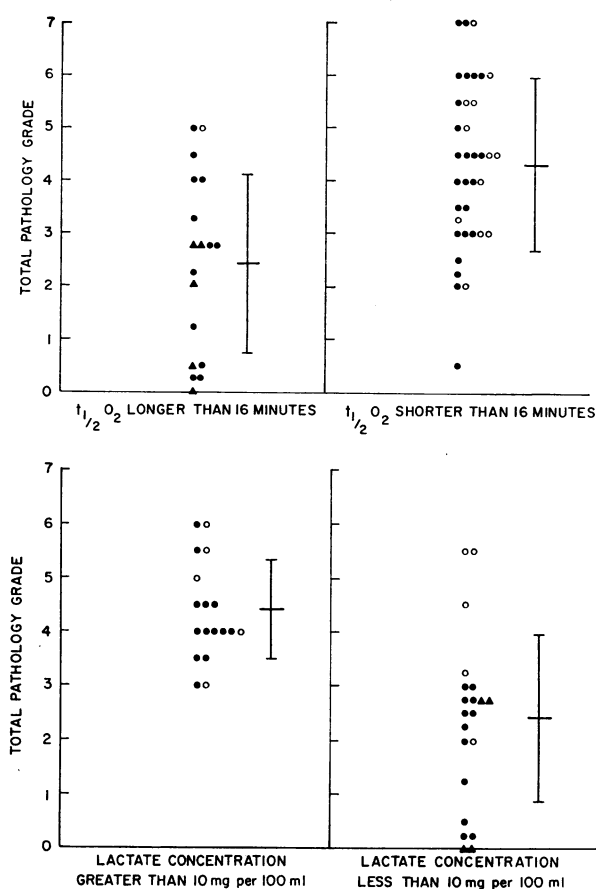 TOTAL PATHOLOGY GRADE
7
6
5
4
3
2
1
0
t1/2 O2 LONGER THAN 16 MINUTES
t1/2 O2 SHORTER THAN 16 MINUTES
TOTAL PATHOLOGY GRADE
7
6
5
4
3
2
1
0
LACTATE CONCENTRATION
GREATER THAN 10 mg per 100 ml
LACTATE CONCENTRATION
LESS THAN 10 mg per 100 ml